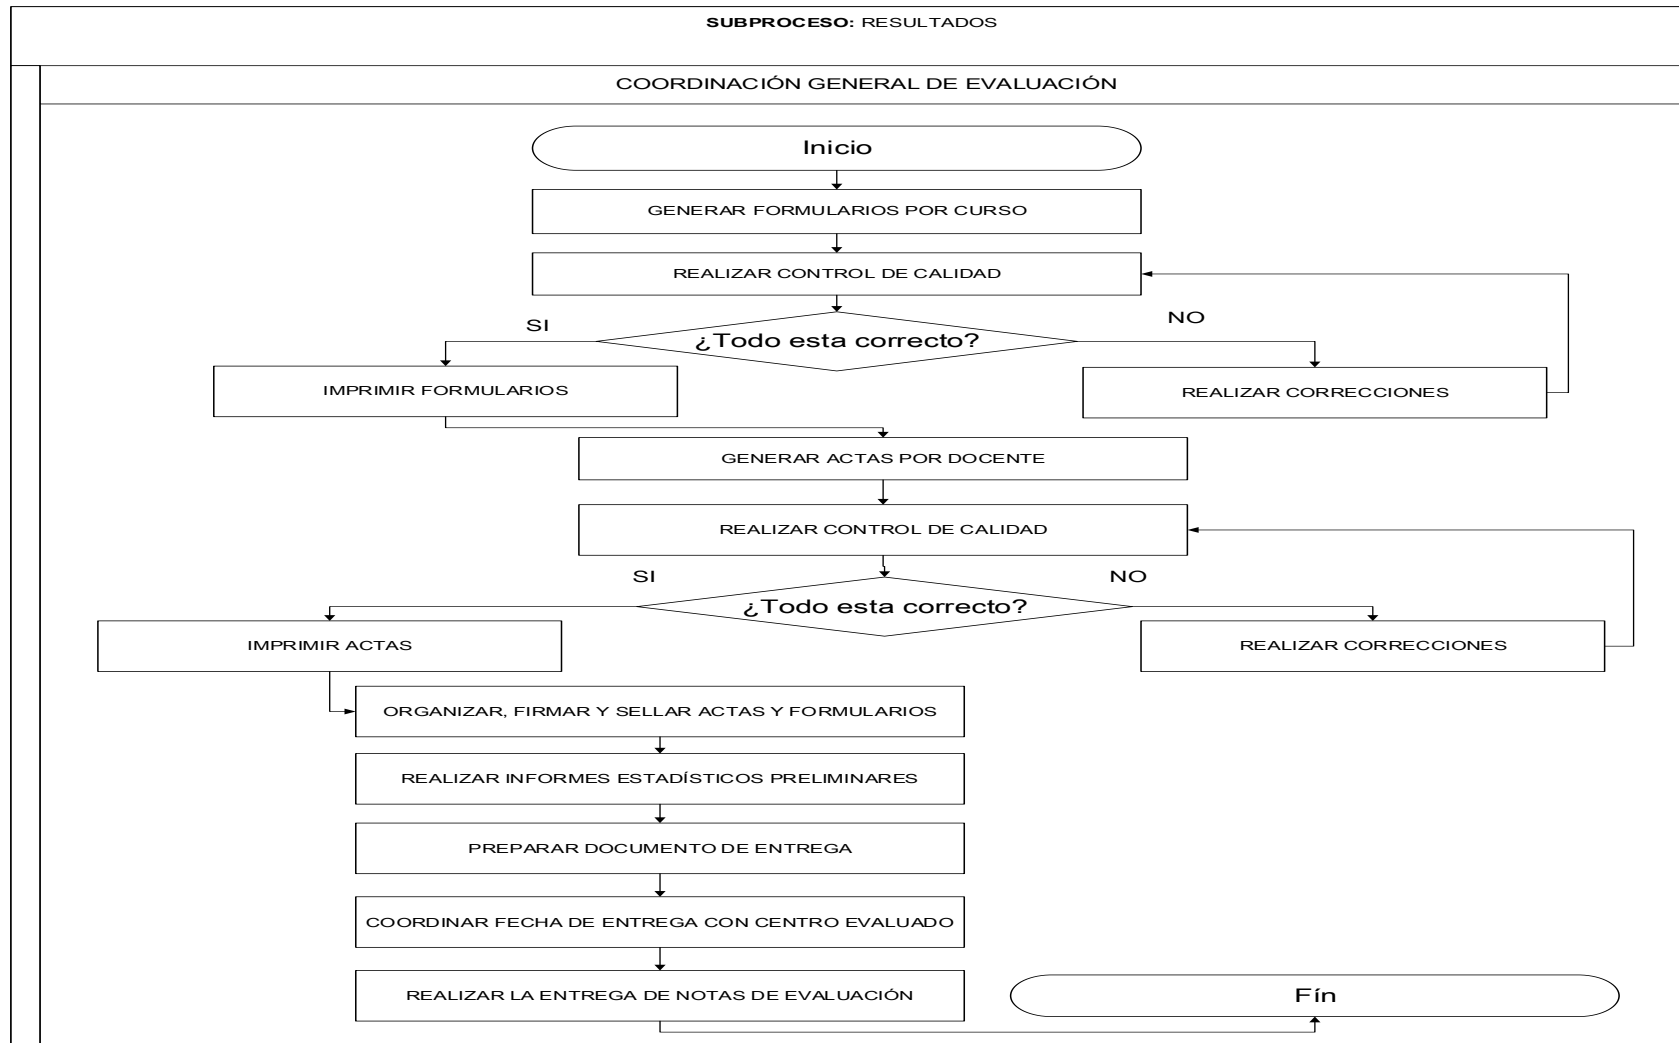 SUBPROCESO: RESULTADOS
COORDINACIÓN GENERAL DE EVALUACIÓN
Inicio
GENERAR FORMULARIOS POR CURSO
REALIZAR CONTROL DE CALIDAD
SI
NO
¿Todo esta correcto?
IMPRIMIR FORMULARIOS
REALIZAR CORRECCIONES
GENERAR ACTAS POR DOCENTE
REALIZAR CONTROL DE CALIDAD
SI
NO
¿Todo esta correcto?
IMPRIMIR ACTAS
REALIZAR CORRECCIONES
ORGANIZAR, FIRMAR Y SELLAR ACTAS Y FORMULARIOS
REALIZAR INFORMES ESTADÍSTICOS PRELIMINARES
PREPARAR DOCUMENTO DE ENTREGA
COORDINAR FECHA DE ENTREGA CON CENTRO EVALUADO
REALIZAR LA ENTREGA DE NOTAS DE EVALUACIÓN
Fín